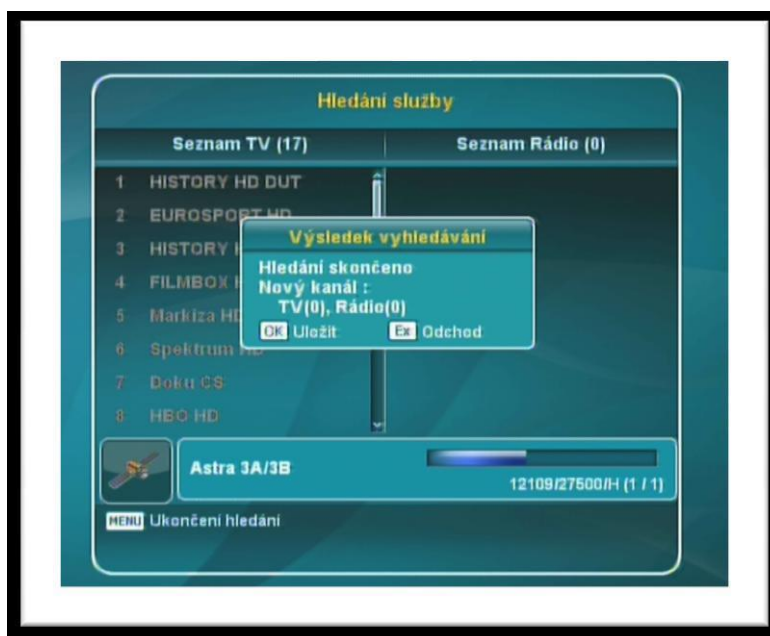 Hledání služby
Seznam TV (17)
Seznam Rádio (0)
1 HISTORY HD DUT
2 EUROSPORT HD
3 HISTORY H
4 FILMBOX H
5 Markíza HD
6 Spektrum HD
7 Doku CS
8 HBO HD
Výsledek vyhledávání
Hledání skončeno
Nový kanál :
TV(0), Rádio(0)
OK Uložit
Ex Odchod
Astra 3A/3B
12109/27500/H (1 / 1)
MENU Ukončení hledání